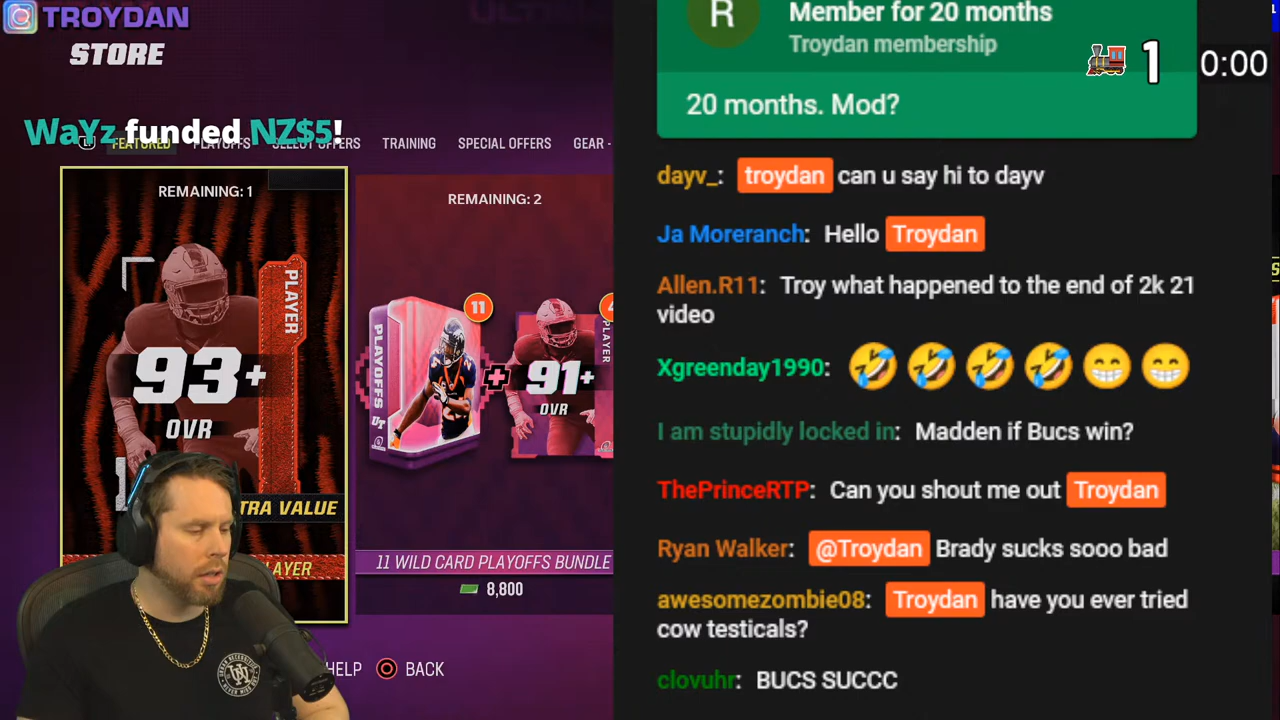 TROYDAN
STORE
WaYz funded NZ$5!
FEATURED PLAYOFFS SELECT OFFERS TRAINING SPECIAL OFFERS GEAR -
REMAINING: 1
PLAYER
93+
OVR
TRA VALUE
AYER
REMAINING: 2
PLAYOFFS
UT
11
PLAYER
91+
OVR
11 WILD CARD PLAYOFFS BUNDLE
8,800
HELP
BACK
R
Member for 20 months
Troydan membership
1
0:00
20 months. Mod?
dayv_: troydan can u say hi to dayv
Ja Moreranch: Hello Troydan
Allen.R11: Troy what happened to the end of 2k 21
video
Xgreenday1990: 🤣🤣🤣🤣😁😁
I am stupidly locked in: Madden if Bucs win?
ThePrinceRTP: Can you shout me out Troydan
Ryan Walker: @Troydan Brady sucks sooo bad
awesomezombie08: Troydan have you ever tried
cow testicals?
clovuhr: BUCS SUCCC